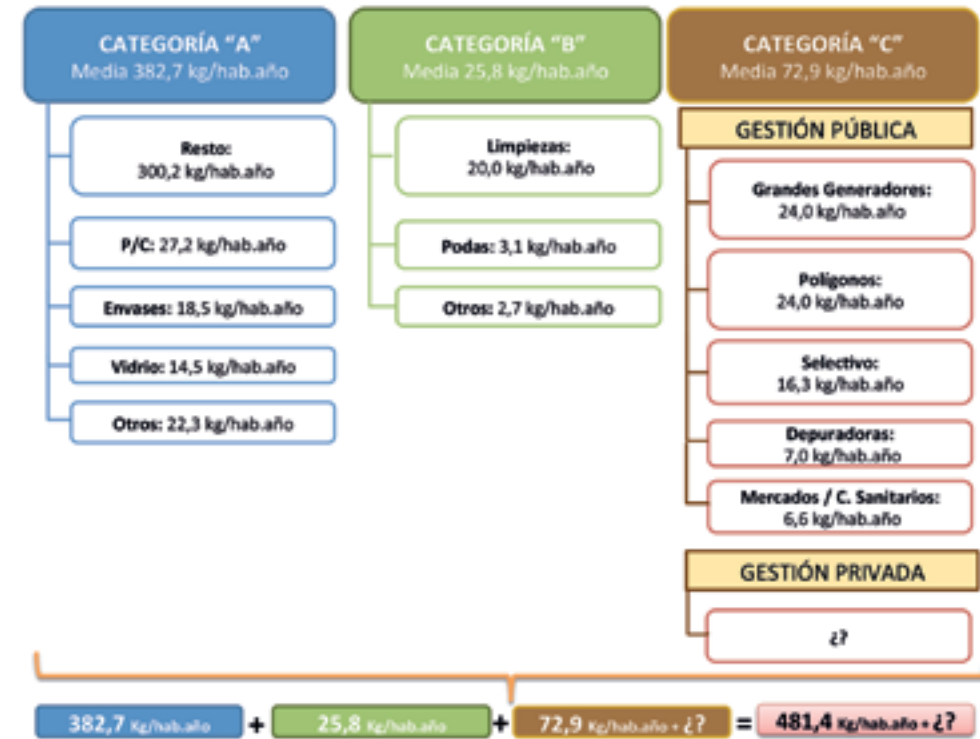 CATEGORÍA "A"
Media 382,7 kg/hab.año
Resto:
300,2 kg/hab.año
P/C: 27,2 kg/hab.año
Envases: 18,5 kg/hab.año
Vidrio: 14,5 kg/hab.año
Otros: 22,3 kg/hab.año
CATEGORÍA "B"
Media 25,8 kg/hab.año
Limpiezas:
20,0 kg/hab.año
Podas: 3,1 kg/hab.año
Otros: 2,7 kg/hab.año
CATEGORÍA "C"
Media 72,9 kg/hab.año
GESTIÓN PÚBLICA
Grandes Generadores:
24,0 kg/hab.año
Polígonos:
24,0 kg/hab.año
Selectivo:
16,3 kg/hab.año
Depuradoras:
7,0 kg/hab.año
Mercados / C. Sanitarios:
6,6 kg/hab.año
GESTIÓN PRIVADA
¿?
382,7 Kg/hab.año + 25,8 Kg/hab.año + 72,9 Kg/hab.año + ¿? = 481,4 Kg/hab.año + ¿?